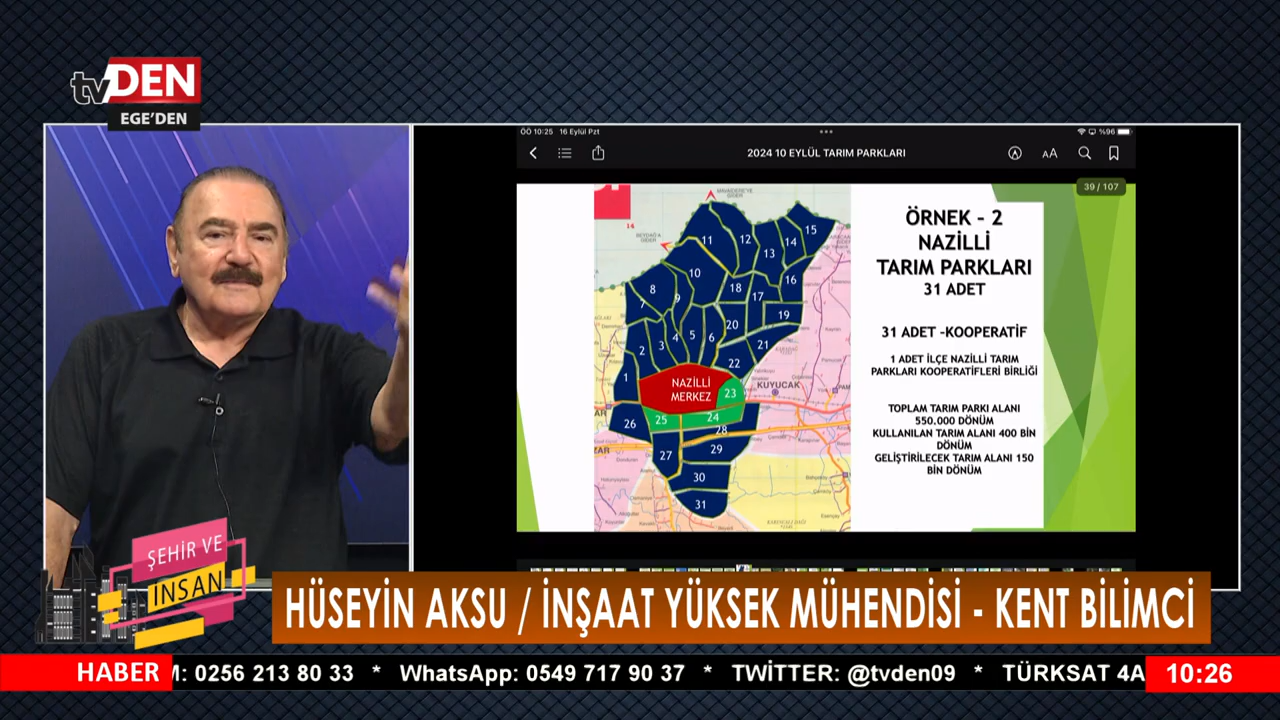 tvDEN
EGE'DEN
ÖÖ 10:25 16 Eylül Pzt
%96
2024 10 EYLÜL TARIM PARKLARI
AA
39 / 107
ÖRNEK - 2
NAZİLLİ
TARIM PARKLARI
31 ADET
31 ADET -KOOPERATİF
1 ADET İLÇE NAZİLLİ TARIM
PARKLARI KOOPERATİFLERİ BİRLİĞİ
TOPLAM TARIM PARKI ALANI
550.000 DÖNÜM
KULLANILAN TARIM ALANI 400 BİN
DÖNÜM
GELİŞTİRİLECEK TARIM ALANI 150
BİN DÖNÜM
14
BEYDAĞ'A
GİDER
11
12
13
14
15
10
16
8
9
7
18
17
19
20
2
3
4
5
6
21
22
1
NAZİLLİ
MERKEZ
23
KUYUCAK
25
24
26
28
27
29
30
31
ŞEHİR VE
İNSAN
HÜSEYİN AKSU / İNŞAAT YÜKSEK MÜHENDİSİ - KENT BİLİMCİ
HABER
M: 0256 213 80 33 * WhatsApp: 0549 717 90 37 * TWİTTER: @tvden09 * TÜRKSAT 4A
10:26